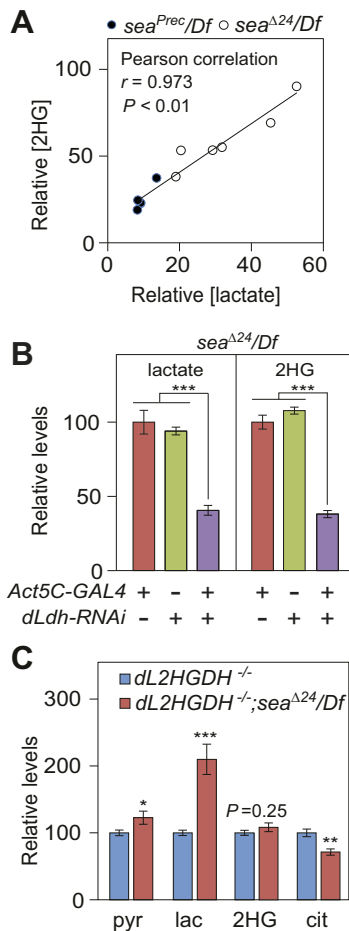 A
● sea^Prec/Df ○ sea^Δ24/Df
Pearson correlation
r = 0.973
P < 0.01
Relative [2HG]
100
50
0
0 20 40 60
Relative [lactate]
B
sea^Δ24/Df
lactate 2HG
*** ***
Relative levels
100
50
0
Act5C-GAL4 + - + + - +
dLdh-RNAi - + + - + +
C
dL2HGDH^-/-
dL2HGDH^-/-;sea^Δ24/Df
Relative levels
300
200
100
0
* *** P=0.25 **
pyr lac 2HG cit